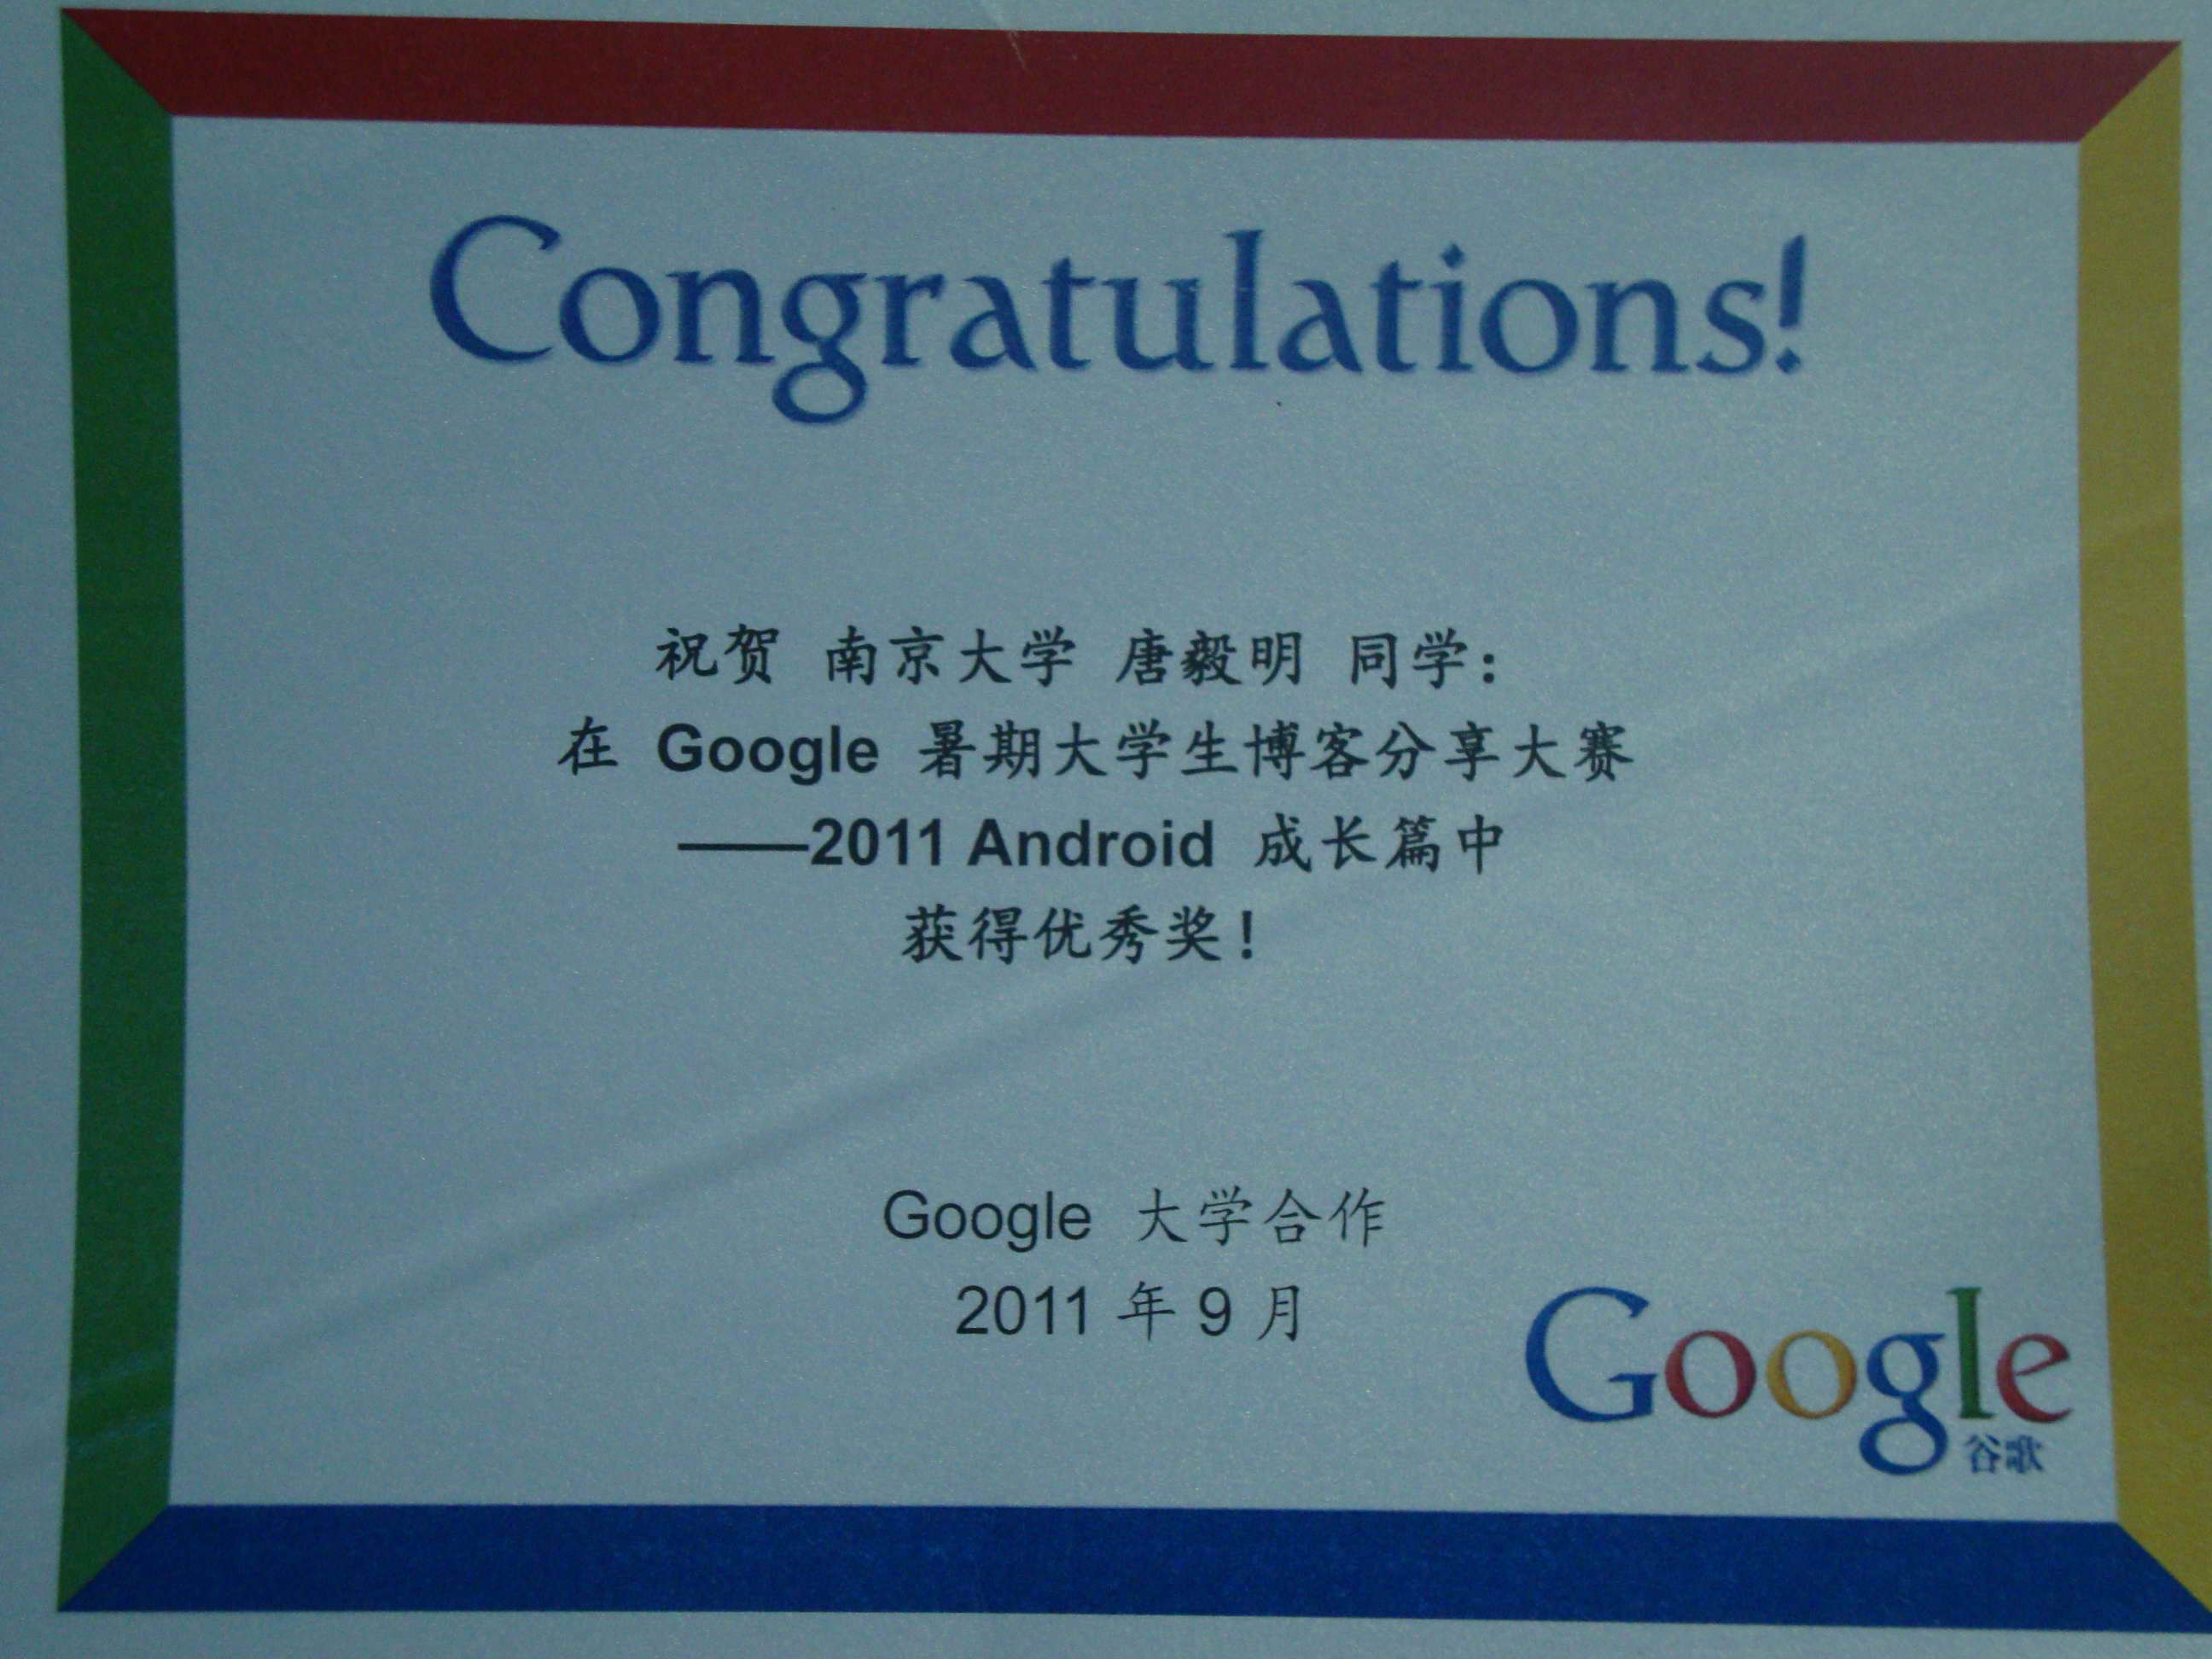 Congratulations!
祝贺 南京大学 唐毅明 同学：
在 Google 暑期大学生博客分享大赛
——2011 Android 成长篇中
获得优秀奖！
Google 大学合作
2011 年 9 月
Google
谷歌